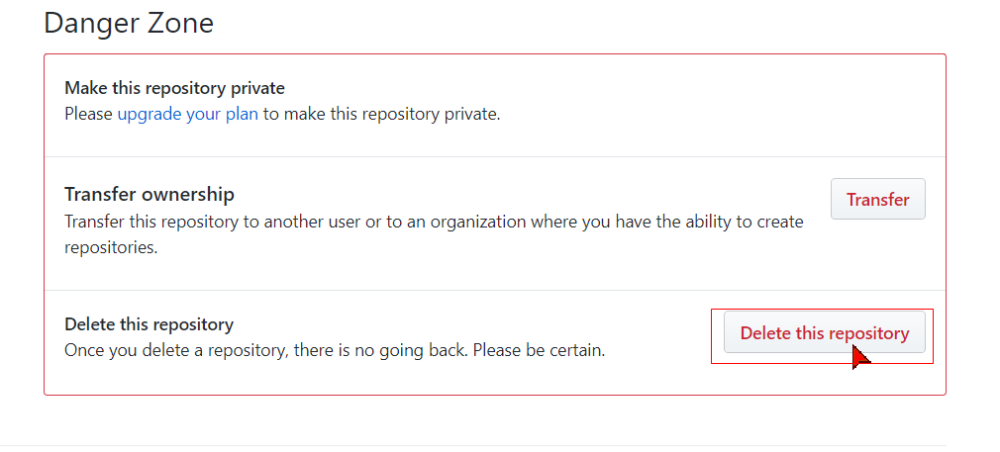 Danger Zone
Make this repository private
Please upgrade your plan to make this repository private.
Transfer ownership
Transfer this repository to another user or to an organization where you have the ability to create
repositories.
Transfer
Delete this repository
Once you delete a repository, there is no going back. Please be certain.
Delete this repository